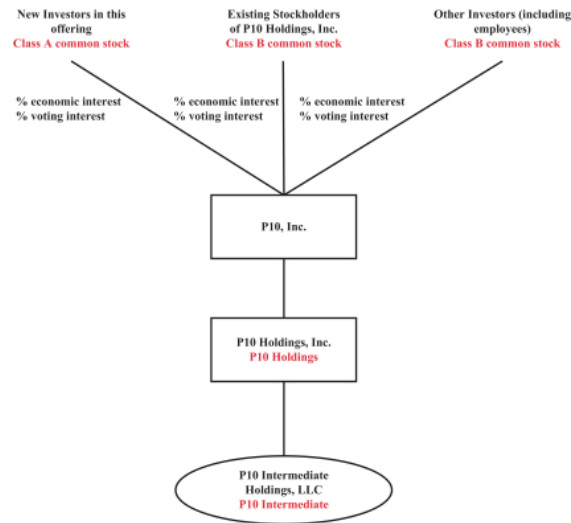 New Investors in this
offering
Class A common stock
Existing Stockholders
of P10 Holdings, Inc.
Class B common stock
Other Investors (including
employees)
Class B common stock
% economic interest
% voting interest
% economic interest
% voting interest
% economic interest
% voting interest
P10, Inc.
P10 Holdings, Inc.
P10 Holdings
P10 Intermediate
Holdings, LLC
P10 Intermediate